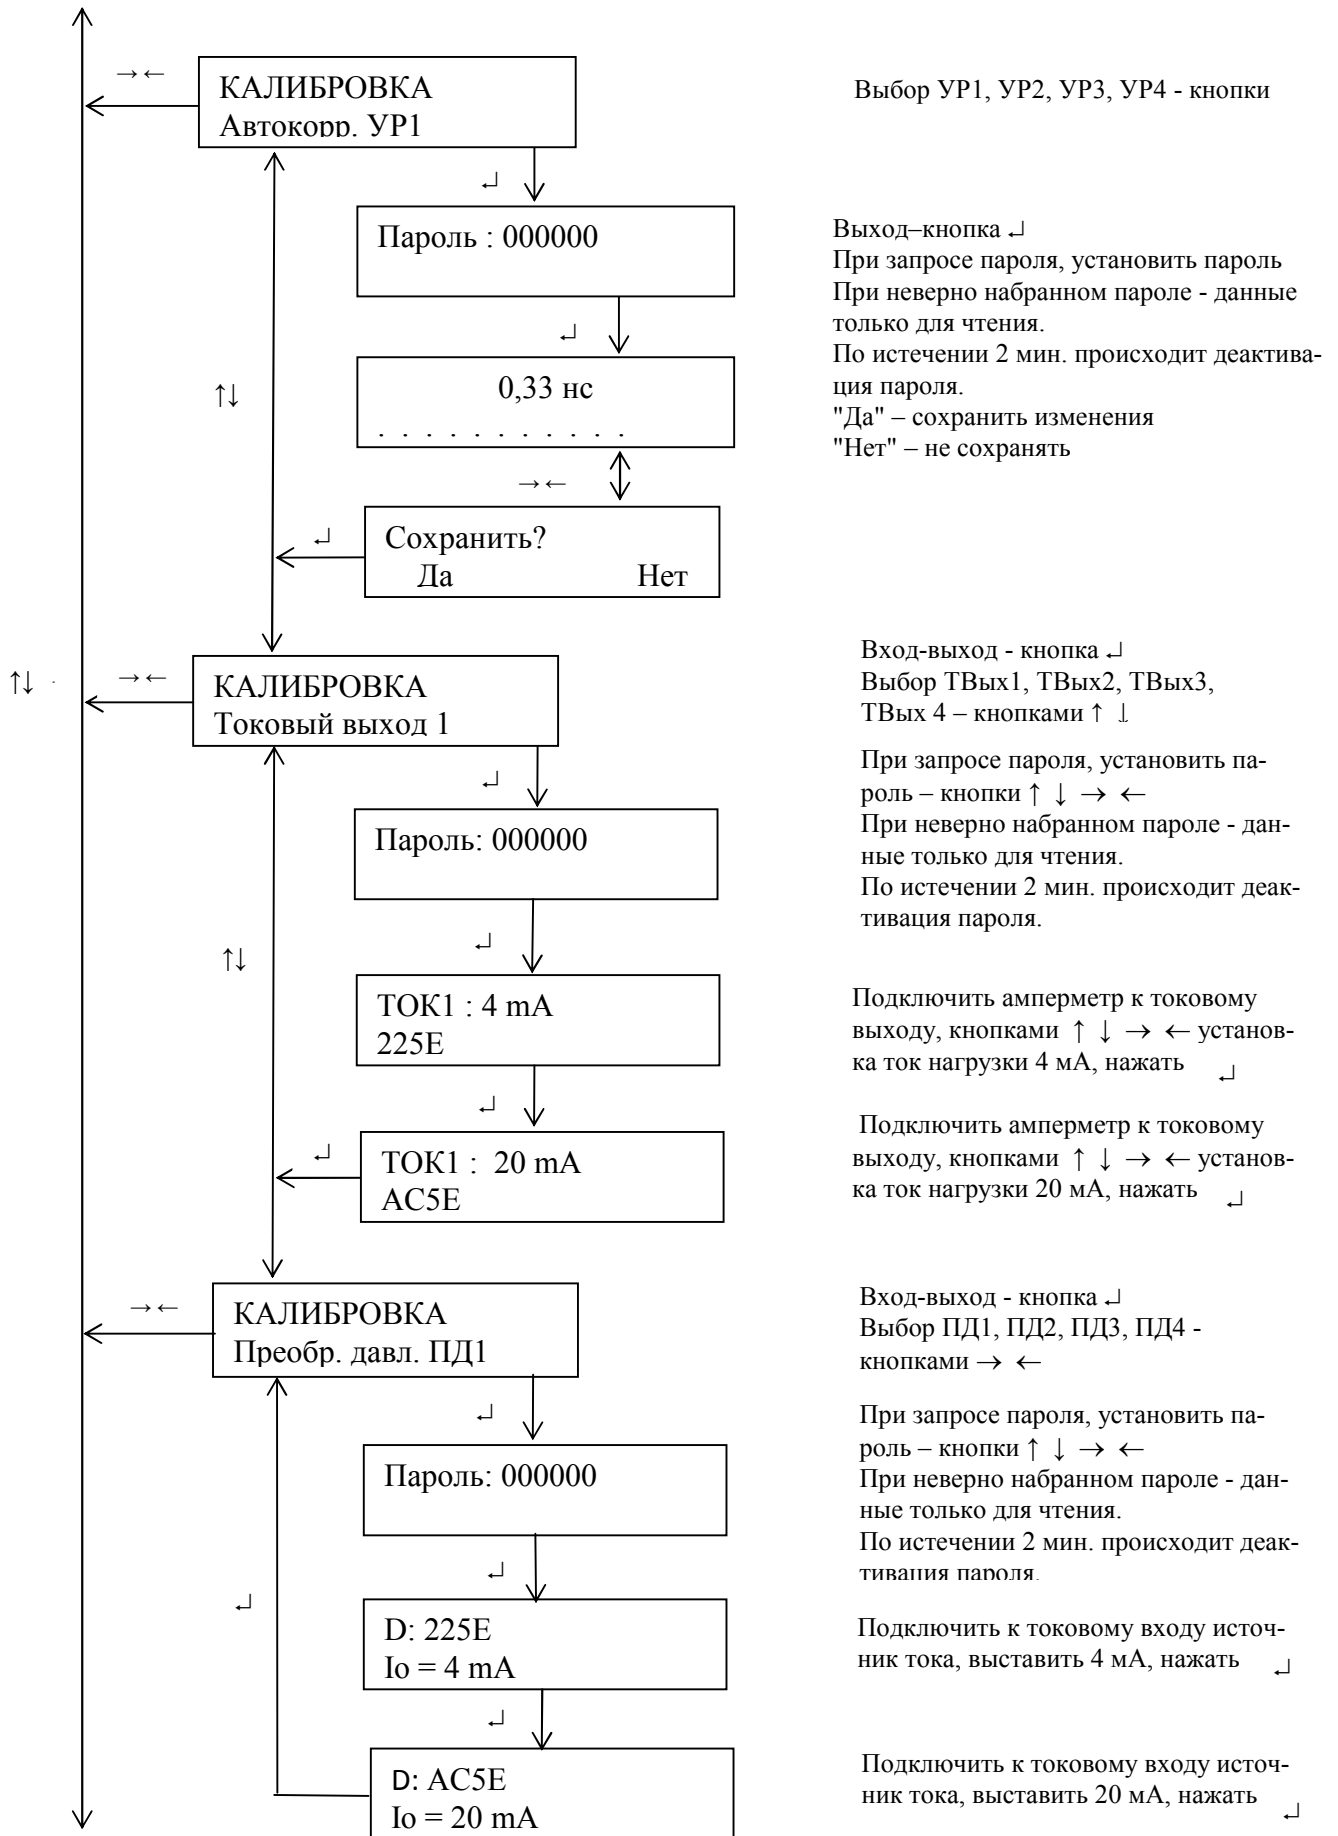 →←
КАЛИБРОВКА
Автокорр. УР1
Выбор УР1, УР2, УР3, УР4 - кнопки
↵
Пароль : 000000
Выход–кнопка ↵
При запросе пароля, установить пароль
При неверно набранном пароле - данные
только для чтения.
По истечении 2 мин. происходит деактива-
ция пароля.
"Да" – сохранить изменения
"Нет" – не сохранять
↵
0,33 нс
. . . . . . . . . . .
↑↓
→←
↵
Сохранить?
Да Нет
↑↓
→←
КАЛИБРОВКА
Токовый выход 1
Вход-выход - кнопка ↵
Выбор ТВых1, ТВых2, ТВых3,
ТВых 4 – кнопками ↑ ↓
↵
Пароль: 000000
При запросе пароля, установить па-
роль – кнопки ↑ ↓ → ←
При неверно набранном пароле - дан-
ные только для чтения.
По истечении 2 мин. происходит деак-
тивация пароля.
↵
↑↓
ТОК1 : 4 mA
225E
Подключить амперметр к токовому
выходу, кнопками ↑ ↓ → ← установ-
ка ток нагрузки 4 мА, нажать ↵
↵
↵
ТОК1 : 20 mA
AC5E
Подключить амперметр к токовому
выходу, кнопками ↑ ↓ → ← установ-
ка ток нагрузки 20 мА, нажать ↵
→←
КАЛИБРОВКА
Преобр. давл. ПД1
Вход-выход - кнопка ↵
Выбор ПД1, ПД2, ПД3, ПД4 -
кнопками → ←
↵
Пароль: 000000
При запросе пароля, установить па-
роль – кнопки ↑ ↓ → ←
При неверно набранном пароле - дан-
ные только для чтения.
По истечении 2 мин. происходит деак-
тивация пароля.
↵
↵
D: 225E
Io = 4 mA
Подключить к токовому входу источ-
ник тока, выставить 4 мА, нажать ↵
↵
D: AC5E
Io = 20 mA
Подключить к токовому входу источ-
ник тока, выставить 20 мА, нажать ↵